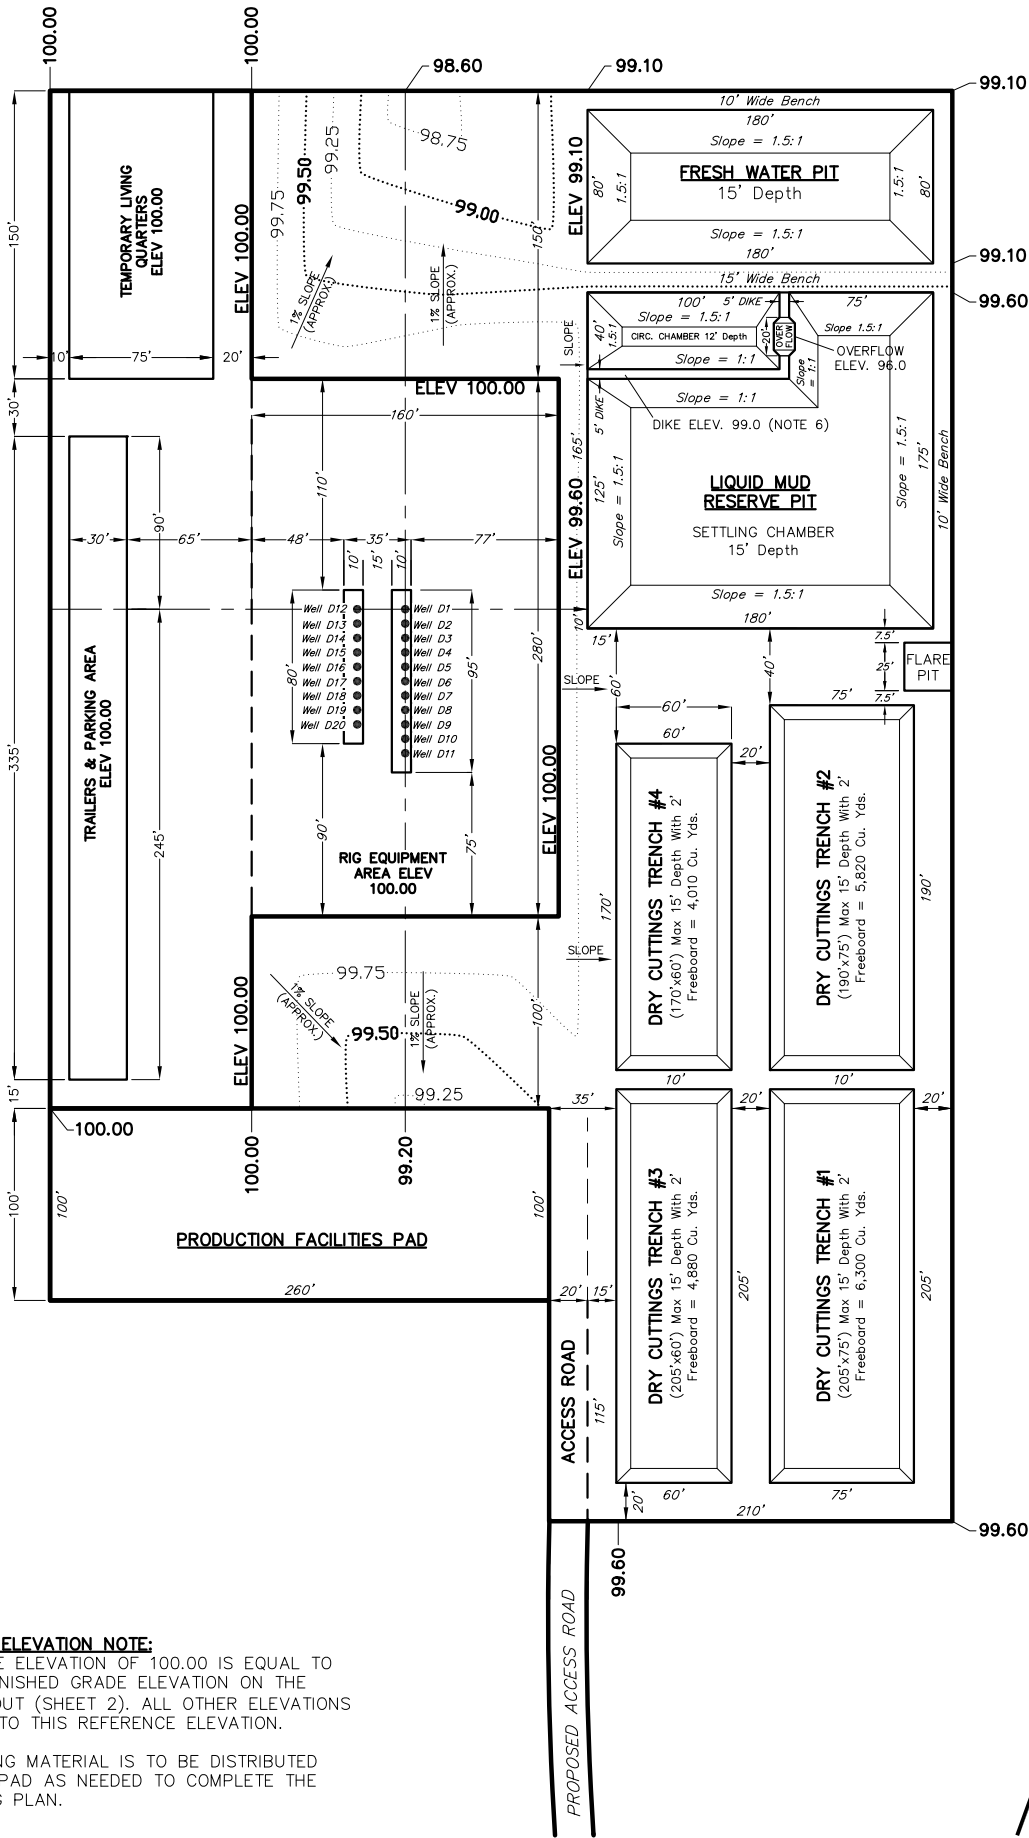 100.00
100.00
98.60
99.10
99.10
10' Wide Bench
180'
Slope = 1.5:1
FRESH WATER PIT
15' Depth
ELEV 99.10
80'
1.5:1
1.5:1
80'
Slope = 1.5:1
180'
99.10
15' Wide Bench
99.60
TEMPORARY LIVING
QUARTERS
ELEV 100.00
150'
10'
75'
20'
ELEV 100.00
99.75
99.50
99.25
98.75
99.00
150'
1% SLOPE
(APPROX.)
1% SLOPE
(APPROX.)
SLOPE
100'
5' DIKE
75'
Slope = 1.5:1
Slope 1.5:1
40'
1.5:1
CIRC. CHAMBER 12' Depth
20'
OVER
FLOW
OVERFLOW
ELEV. 96.0
Slope = 1:1
Slope
= 1:1
Slope = 1:1
5' DIKE
DIKE ELEV. 99.0 (NOTE 6)
ELEV 100.00
30'
160'
165'
110'
90'
125'
ELEV 99.60
Slope = 1.5:1
LIQUID MUD
RESERVE PIT
SETTLING CHAMBER
15' Depth
Slope = 1.5:1
175'
10' Wide Bench
Slope = 1.5:1
180'
10'
15'
30'
65'
48'
35'
77'
10'
15'
10'
Well D12
Well D13
Well D14
Well D15
Well D16
Well D17
Well D18
Well D19
Well D20
Well D1
Well D2
Well D3
Well D4
Well D5
Well D6
Well D7
Well D8
Well D9
Well D10
Well D11
80'
95'
280'
SLOPE
60'
40'
7.5'
25'
7.5'
FLARE
PIT
335'
TRAILERS & PARKING AREA
ELEV 100.00
245'
90'
75'
RIG EQUIPMENT
AREA ELEV
100.00
ELEV 100.00
60'
60'
20'
75'
170'
DRY CUTTINGS TRENCH #4
(170'x60') Max 15' Depth With 2'
Freeboard = 4,010 Cu. Yds.
DRY CUTTINGS TRENCH #2
(190'x75') Max 15' Depth With 2'
Freeboard = 5,820 Cu. Yds.
190'
SLOPE
ELEV 100.00
99.75
1% SLOPE
(APPROX.)
99.50
1% SLOPE
(APPROX.)
99.25
100'
15'
10'
10'
35'
20'
20'
100.00
100.00
99.20
100'
100'
100'
PRODUCTION FACILITIES PAD
260'
20'
15'
ACCESS ROAD
115'
DRY CUTTINGS TRENCH #3
(205'x60') Max 15' Depth With 2'
Freeboard = 4,880 Cu. Yds.
205'
DRY CUTTINGS TRENCH #1
(205'x75') Max 15' Depth With 2'
Freeboard = 6,300 Cu. Yds.
205'
60'
75'
20'
210'
99.60
99.60
PROPOSED ACCESS ROAD
ELEVATION NOTE:
E ELEVATION OF 100.00 IS EQUAL TO
NISHED GRADE ELEVATION ON THE
OUT (SHEET 2). ALL OTHER ELEVATIONS
TO THIS REFERENCE ELEVATION.
NG MATERIAL IS TO BE DISTRIBUTED
PAD AS NEEDED TO COMPLETE THE
G PLAN.